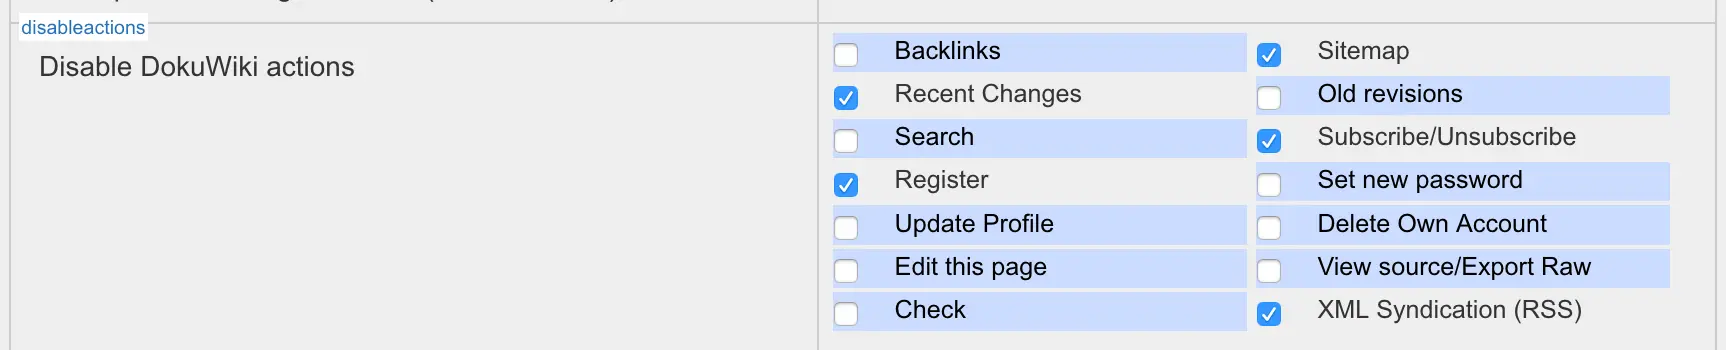 disableactions
Disable DokuWiki actions
Backlinks
Sitemap
Recent Changes
Old revisions
Search
Subscribe/Unsubscribe
Register
Set new password
Update Profile
Delete Own Account
Edit this page
View source/Export Raw
Check
XML Syndication (RSS)